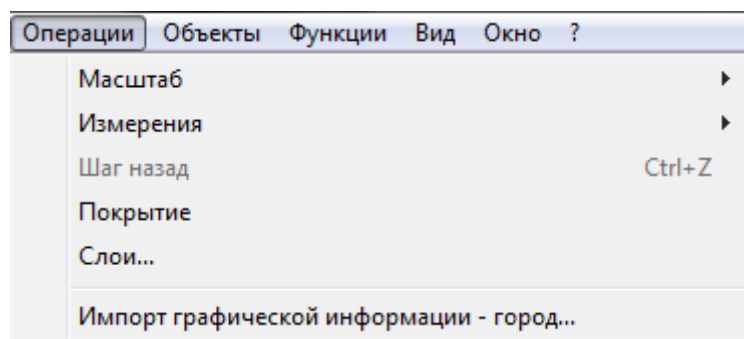 Операции Объекты Функции Вид Окно ?
Масштаб
Измерения
Шаг назад Ctrl+Z
Покрытие
Слои...
Импорт графической информации - город...